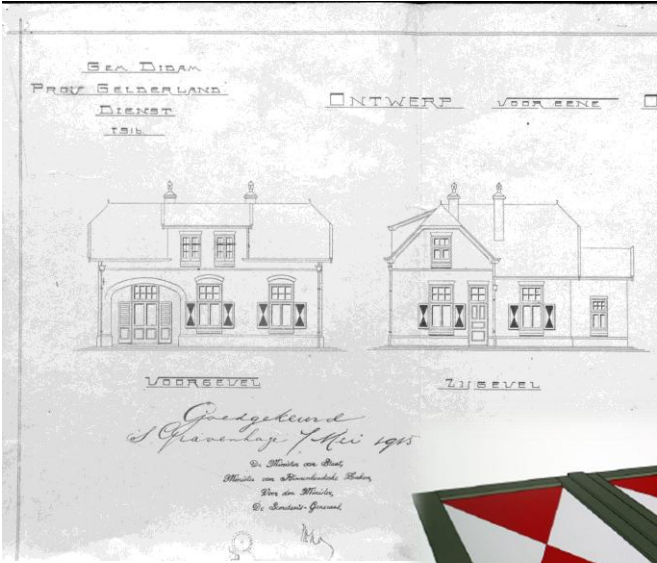 GEM DIDAM
PROV GELDERLAND
DIENST
ONTWERP VOOR EENE
VOORGEVEL
ZIJGEVEL
Goedgekeurd
's Gravenhage 7 Mei 1915
De Minister van Staat,
Minister van Binnenlandsche Zaken,
Voor den Minister,
De Secretaris-Generaal,